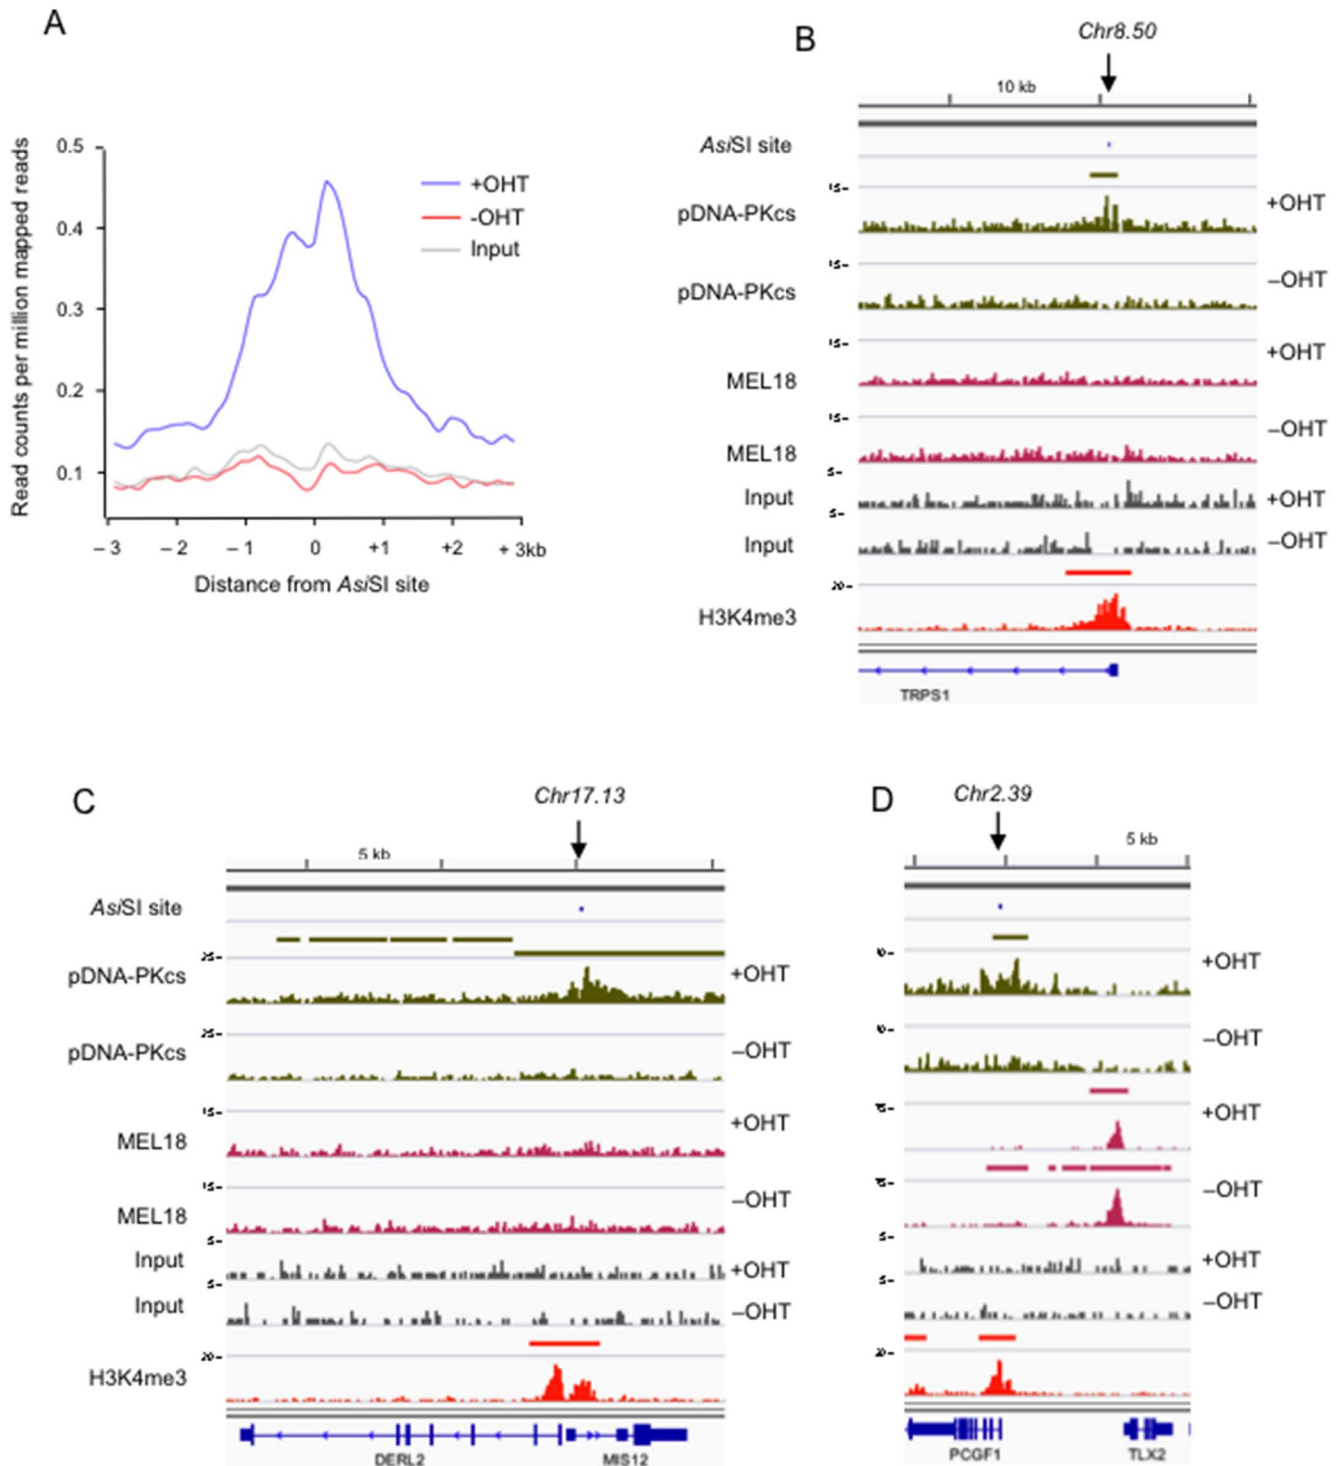 A
Read counts per million mapped reads
0.5
0.4
0.3
0.2
0.1
+OHT
-OHT
Input
– 3 – 2 – 1 0 +1 +2 + 3kb
Distance from AsiSI site
B
Chr8.50
10 kb
AsiSI site
pDNA-PKcs +OHT
pDNA-PKcs –OHT
MEL18 +OHT
MEL18 –OHT
Input +OHT
Input –OHT
20-
H3K4me3
TRPS1
C
Chr17.13
5 kb
AsiSI site
pDNA-PKcs +OHT
pDNA-PKcs –OHT
MEL18 +OHT
MEL18 –OHT
Input +OHT
Input –OHT
20-
H3K4me3
DERL2 MIS12
D
Chr2.39
5 kb
+OHT
–OHT
+OHT
–OHT
+OHT
–OHT
20-
PCGF1 TLX2